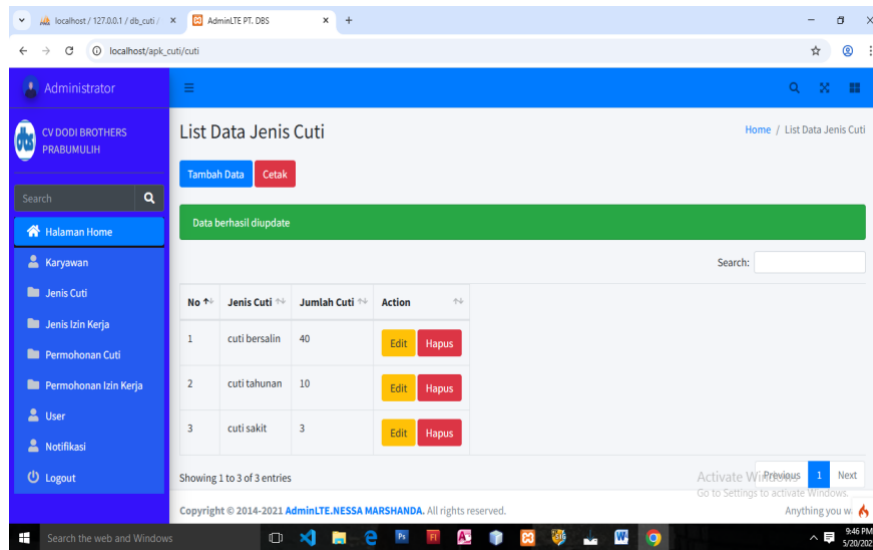 localhost / 127.0.0.1 / db_cuti /
AdminLTE PT. DBS
localhost/apk_cuti/cuti
Administrator
CV DODI BROTHERS
PRABUMULIH
dbs
Search
Halaman Home
Karyawan
Jenis Cuti
Jenis Izin Kerja
Permohonan Cuti
Permohonan Izin Kerja
User
Notifikasi
Logout
List Data Jenis Cuti
Home / List Data Jenis Cuti
Tambah Data Cetak
Data berhasil diupdate
Search:
No Jenis Cuti Jumlah Cuti Action
1 cuti bersalin 40 Edit Hapus
2 cuti tahunan 10 Edit Hapus
3 cuti sakit 3 Edit Hapus
Showing 1 to 3 of 3 entries
Previous 1 Next
Activate
Go to Settings to activate Windows.
Copyright © 2014-2021 AdminLTE.NESSA MARSHANDA. All rights reserved.
Anything you
Search the web and Windows
9:46 PM
5/20/202